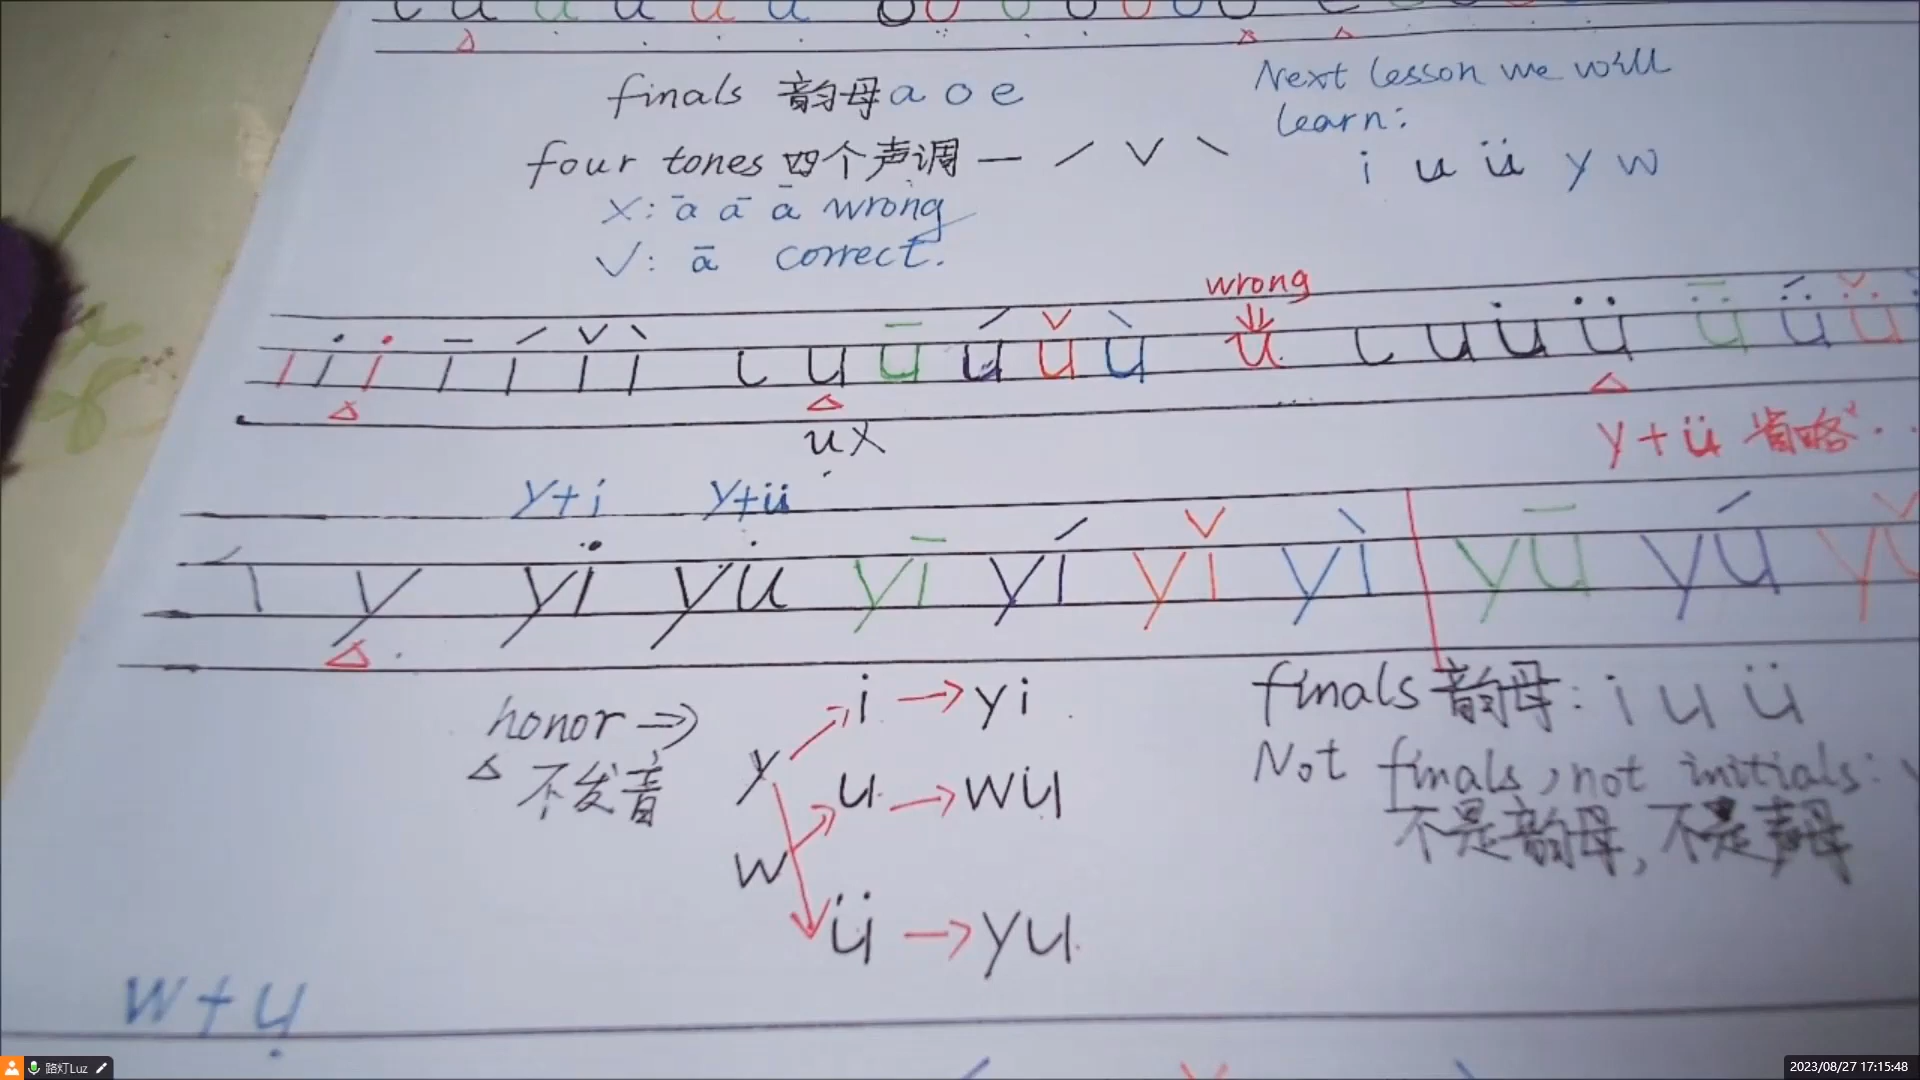 finals 韵母 a o e
Next lesson we will
learn:
four tones 四个声调 — ˊ ˇ ˋ
i u ü y w
X: ā ā ā wrong
V: ā correct.
wrong
l i i ī í ǐ ì u ū ú ǔ ù u u ü ǖ ǘ ǚ
u X
y + ü 省略
y+i y+ü
y yi yu yī yí yǐ yì yū yú
i → yi
finals 韵母: i u ü
honor ⇒
y
Not finals, not initials:
△ 不发音
u → wu
不是韵母, 不是声母
w
ü → yu
w + u
路灯Luz
2023/08/27 17:15:48